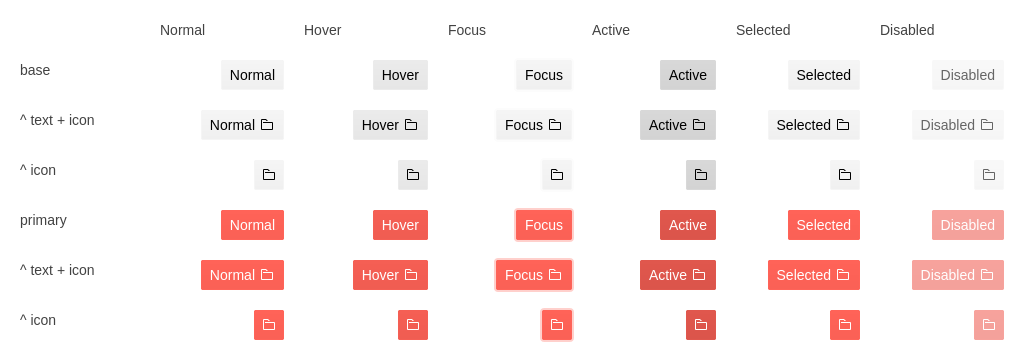 Normal Hover Focus Active Selected Disabled
base Normal Hover Focus Active Selected Disabled
^ text + icon Normal Hover Focus Active Selected Disabled
^ icon
primary Normal Hover Focus Active Selected Disabled
^ text + icon Normal Hover Focus Active Selected Disabled
^ icon